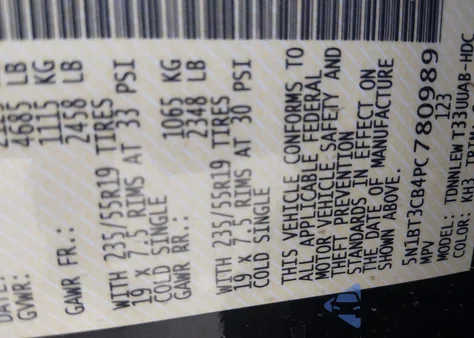 GVWR:
4685 LB
1115 KG
GAWR FR.: 2458 LB
WITH 235/55R19 TIRES
19 X 7.5 RIMS AT 33 PSI
COLD SINGLE 1065 KG
GAWR RR.: 2348 LB
WITH 235/55R19 TIRES
19 X 7.5 RIMS AT 30 PSI
COLD SINGLE
THIS VEHICLE CONFORMS TO
ALL APPLICABLE FEDERAL
MOTOR VEHICLE SAFETY AND
THEFT PREVENTION
STANDARDS IN EFFECT ON
THE DATE OF MANUFACTURE
SHOWN ABOVE.
5N1BT3CB4PC780989
MPV 123
MODEL: TDNNLEWT33UUAB-HDC
COLOR: